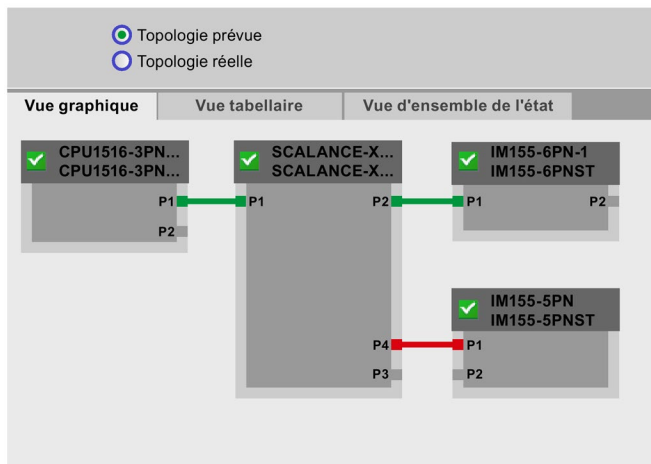 Topologie prévue
Topologie réelle
Vue graphique Vue tabellaire Vue d'ensemble de l'état
CPU1516-3PN... SCALANCE-X... IM155-6PN-1
CPU1516-3PN... SCALANCE-X... IM155-6PNST
P1 P1 P2 P1 P2
P2
IM155-5PN
IM155-5PNST
P4 P1
P3 P2